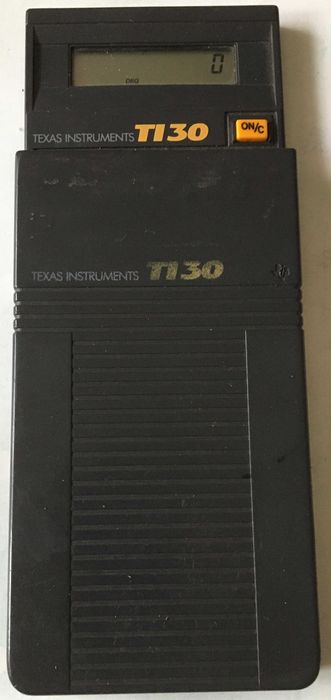 0
DEG
TEXAS INSTRUMENTS TI30
ON/C
TEXAS INSTRUMENTS TI30